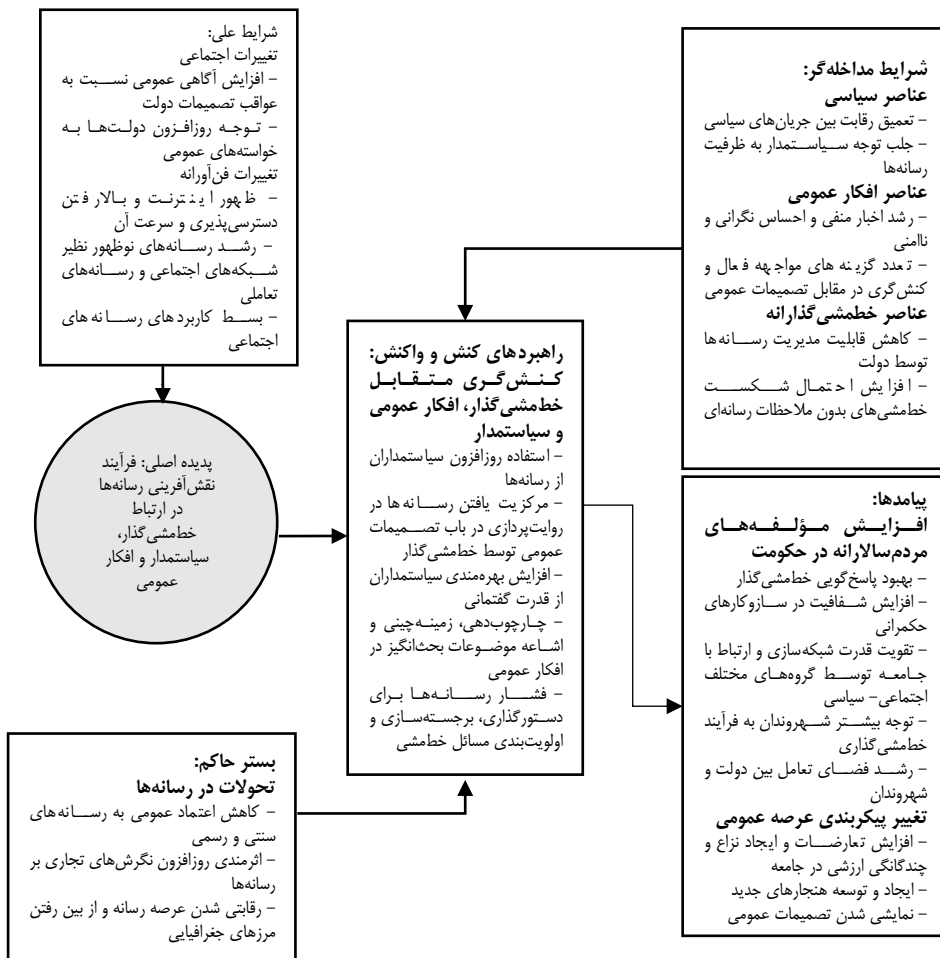 شرایط علی:
تغییرات اجتماعی
– افزایش آگاهی عمومی نسبت به
عواقب تصمیمات دولت
– توجه روزافزون دولت‌ها به
خواسته‌های عمومی
تغییرات فن‌آورانه
– ظهور اینترنت و بالا رفتن
دسترسی‌پذیری و سرعت آن
– رشد رسانه‌های نوظهور نظیر
شبکه‌های اجتماعی و رسانه‌های
تعاملی
– بسط کاربردهای رسانه‌های
اجتماعی
پدیده اصلی: فرآیند
نقش‌آفرینی رسانه‌ها
در ارتباط
خط‌مشی‌گذار،
سیاستمدار و افکار
عمومی
بستر حاکم:
تحولات در رسانه‌ها
– کاهش اعتماد عمومی به رسانه‌های
سنتی و رسمی
– اثرمندی روزافزون نگرش‌های تجاری بر
رسانه‌ها
– رقابتی شدن عرصه رسانه و از بین رفتن
مرزهای جغرافیایی
راهبردهای کنش و واکنش:
کنش‌گری متقابل
خط‌مشی‌گذار، افکار عمومی
و سیاستمدار
– استفاده روزافزون سیاستمداران
از رسانه‌ها
– مرکزیت یافتن رسانه‌ها در
روایت‌پردازی در باب تصمیمات
عمومی توسط خط‌مشی‌گذار
– افزایش بهره‌مندی سیاستمداران
از قدرت گفتمانی
– چارچوب‌دهی، زمینه‌چینی و
اشاعه موضوعات بحث‌انگیز در
افکار عمومی
– فشار رسانه‌ها برای
دستورگذاری، برجسته‌سازی و
اولویت‌بندی مسائل خط‌مشی
شرایط مداخله‌گر:
عناصر سیاسی
– تعمیق رقابت بین جریان‌های سیاسی
– جلب توجه سیاستمدار به ظرفیت
رسانه‌ها
عناصر افکار عمومی
– رشد اخبار منفی و احساس نگرانی و
ناامنی
– تعدد گزینه های مواجهه فعال و
کنش‌گری در مقابل تصمیمات عمومی
عناصر خطمشی‌گذارانه
– کاهش قابلیت مدیریت رسانه‌ها
توسط دولت
– افزایش احتمال شکست
خطمشی‌های بدون ملاحظات رسانه‌ای
پیامدها:
افزایش مؤلفه‌های
مردم‌سالارانه در حکومت
– بهبود پاسخ‌گویی خط‌مشی‌گذار
– افزایش شفافیت در سازوکارهای
حکمرانی
– تقویت قدرت شبکه‌سازی و ارتباط با
جامعه توسط گروه‌های مختلف
اجتماعی– سیاسی
– توجه بیشتر شهروندان به فرآیند
خط‌مشی‌گذاری
– رشد فضای تعامل بین دولت و
شهروندان
تغییر پیکربندی عرصه عمومی
– افزایش تعارضات و ایجاد نزاع و
چندگانگی ارزشی در جامعه
– ایجاد و توسعه هنجارهای جدید
– نمایشی شدن تصمیمات عمومی